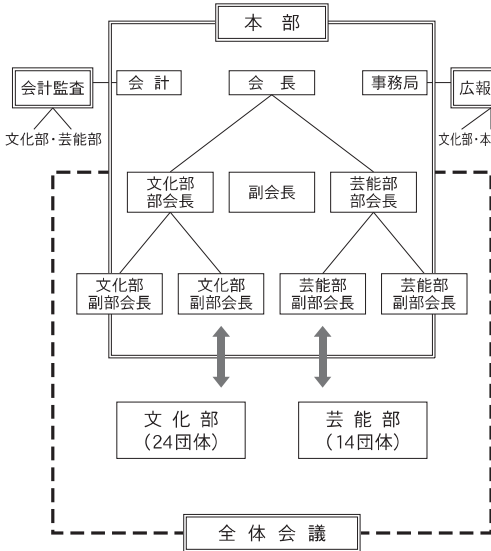 本部
会計監査
会計
会長
事務局
広報
文化部・芸能部
文化部・本
文化部
部会長
副会長
芸能部
部会長
文化部
副部会長
文化部
副部会長
芸能部
副部会長
芸能部
副部会長
文化部
（24団体）
芸能部
（14団体）
全体会議